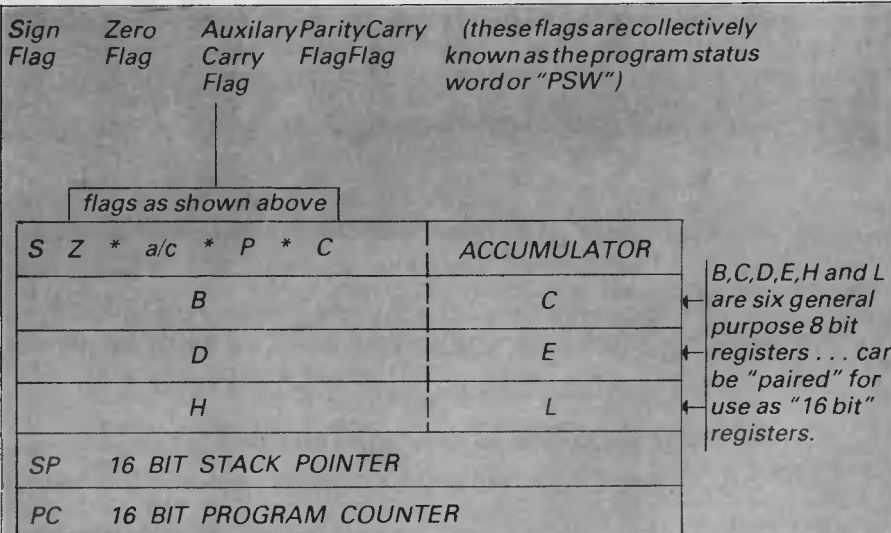 Sign Zero Auxilary Parity Carry (these flags are collectively
Flag Flag Carry Flag Flag known as the program status
Flag word or "PSW")
flags as shown above
S Z * a/c * P * C ACCUMULATOR
B C
D E
H L
B,C,D,E,H and L
are six general
purpose 8 bit
registers . . . can
be "paired" for
use as "16 bit"
registers.
SP 16 BIT STACK POINTER
PC 16 BIT PROGRAM COUNTER